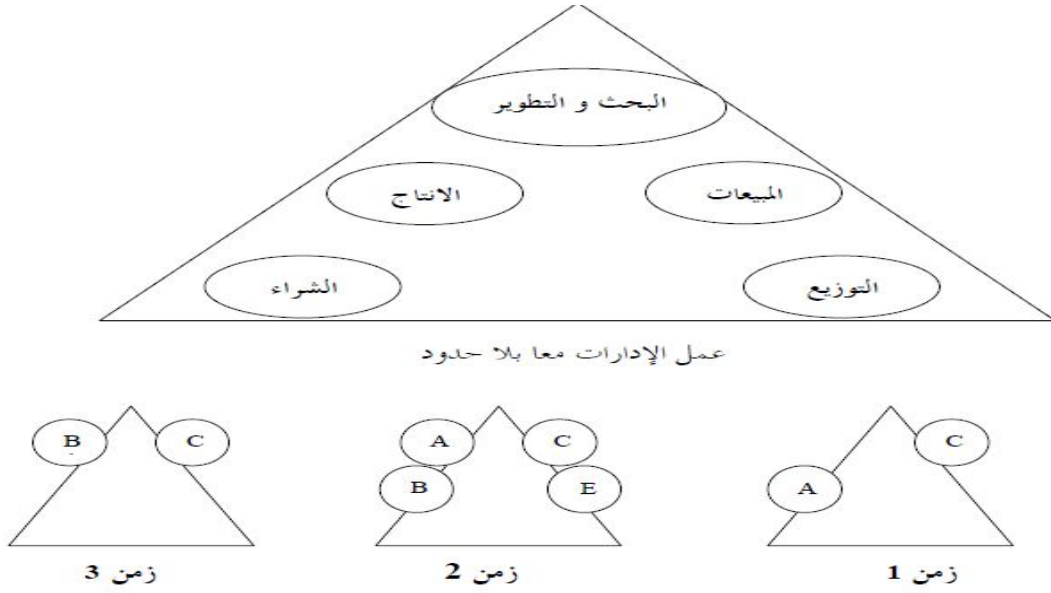 البحث و التطوير
المبيعات
الانتاج
التوزيع
الشراء
عمل الإدارات معا بلا حدود
C
A
A
C
B
E
B
C
زمن 1
زمن 2
زمن 3